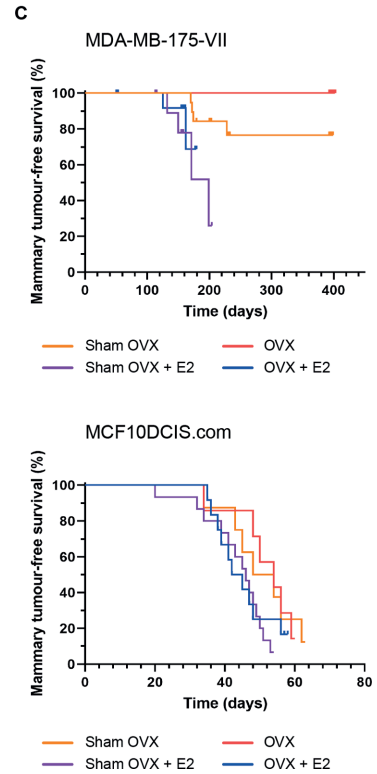 C
MDA-MB-175-VII
Mammary tumour-free survival (%)
100
80
60
40
20
0
0 100 200 300 400
Time (days)
Sham OVX OVX
Sham OVX + E2 OVX + E2
MCF10DCIS.com
Mammary tumour-free survival (%)
100
80
60
40
20
0
0 20 40 60 80
Time (days)
Sham OVX OVX
Sham OVX + E2 OVX + E2